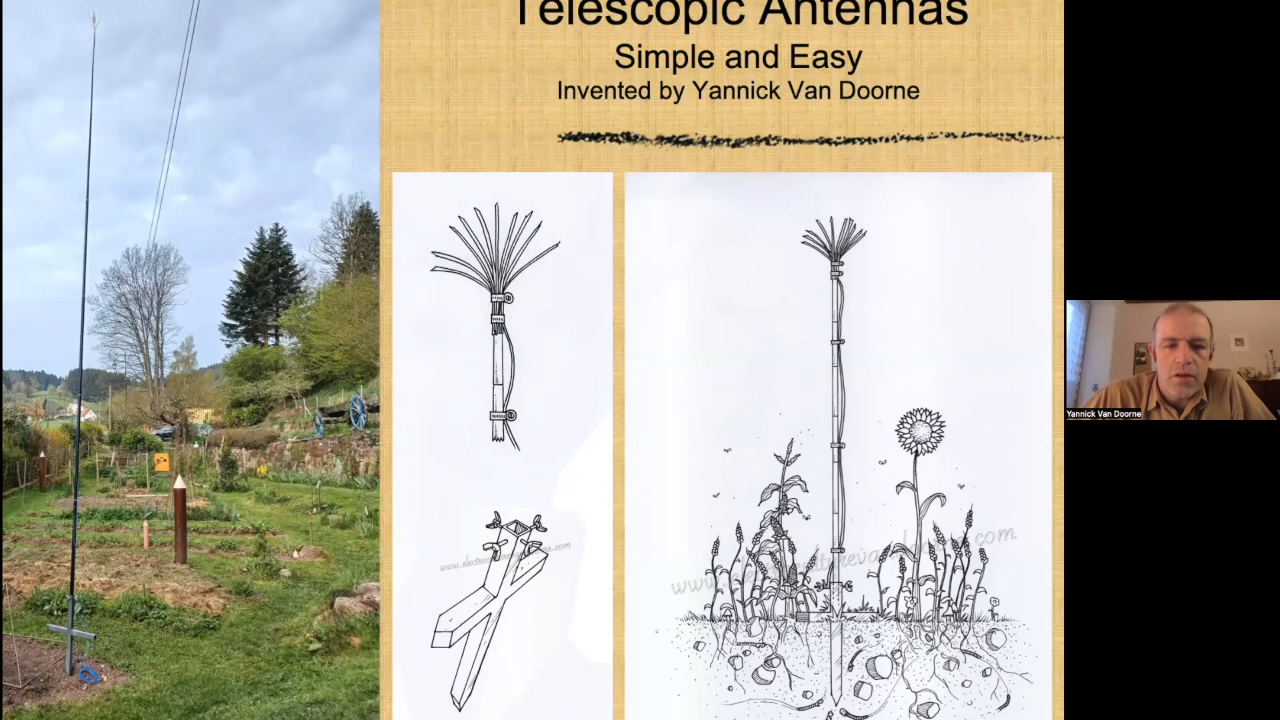 Telescopic Antennas
Simple and Easy
Invented by Yannick Van Doorne
Yannick Van Doorne